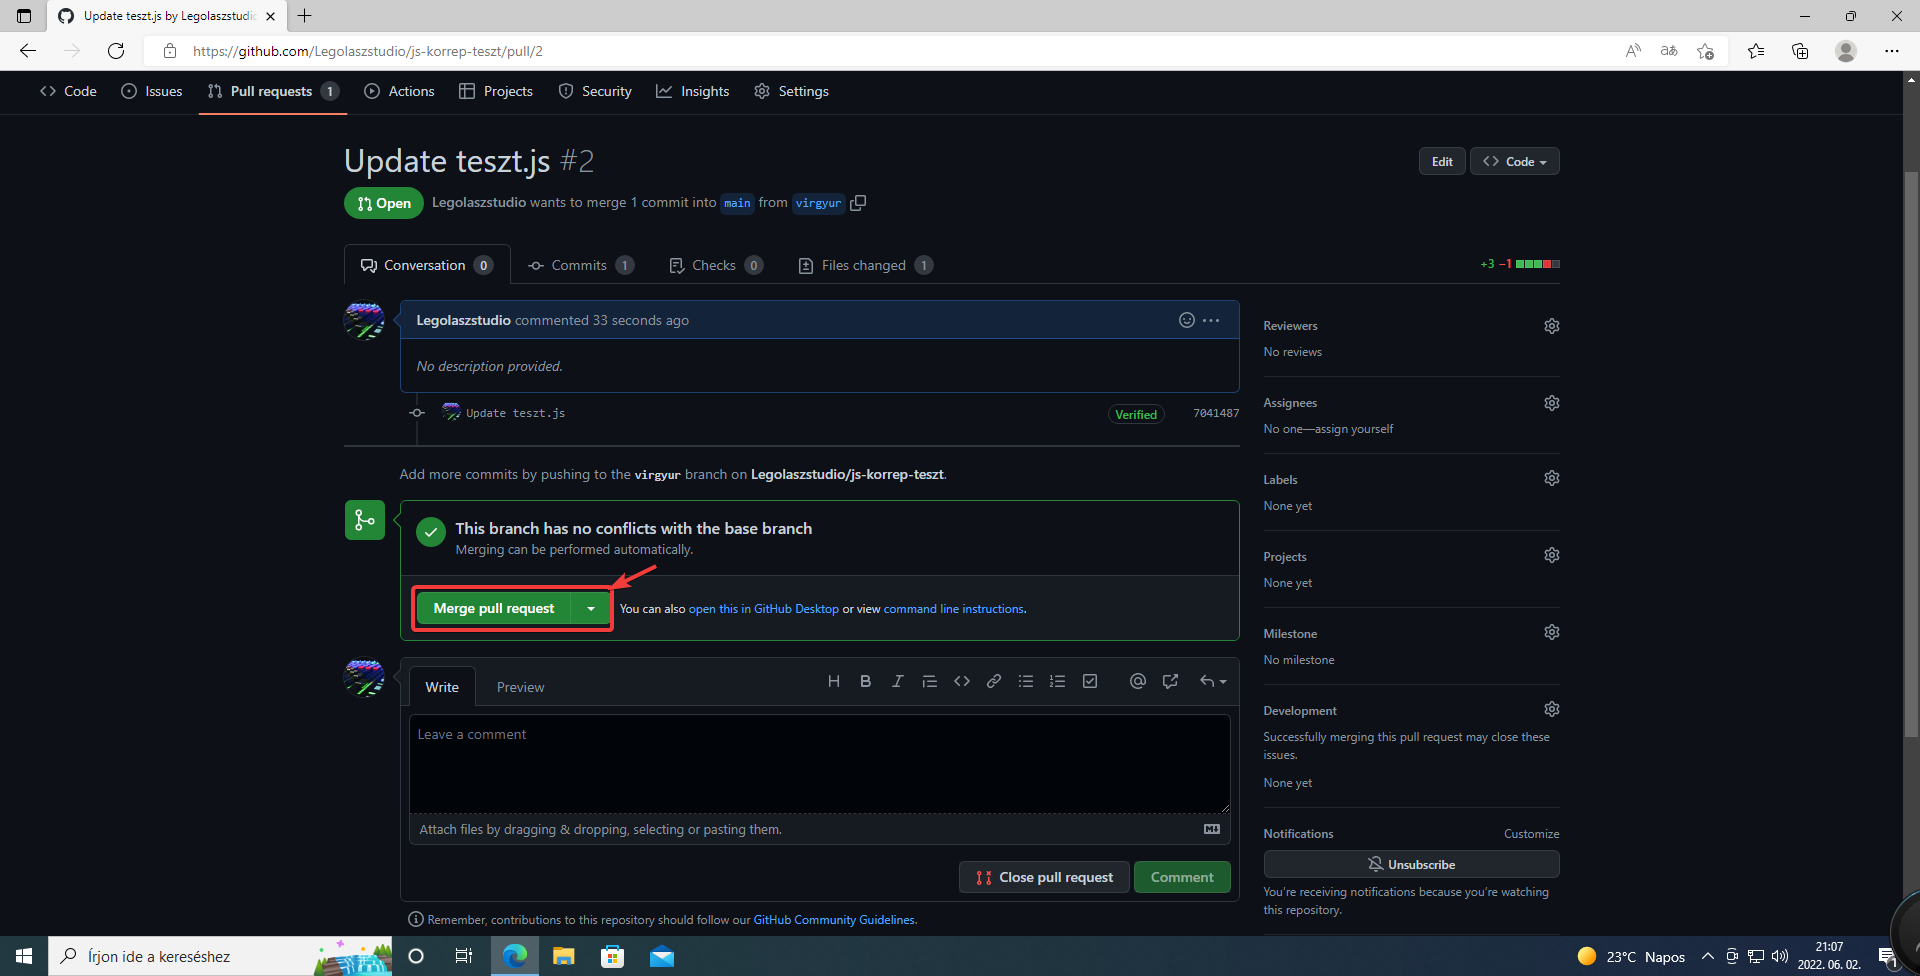 Update teszt.js by Legolaszstudio
https://github.com/Legolaszstudio/js-korrep-teszt/pull/2
Code Issues Pull requests 1 Actions Projects Security Insights Settings
Update teszt.js #2
Edit Code
Open Legolaszstudio wants to merge 1 commit into main from virgyur
Conversation 0 Commits 1 Checks 0 Files changed 1 +3 −1
Legolaszstudio commented 33 seconds ago
No description provided.
Update teszt.js Verified 7041487
Add more commits by pushing to the virgyur branch on Legolaszstudio/js-korrep-teszt.
This branch has no conflicts with the base branch
Merging can be performed automatically.
Merge pull request You can also open this in GitHub Desktop or view command line instructions.
Write Preview
Leave a comment
Attach files by dragging & dropping, selecting or pasting them.
Close pull request Comment
Remember, contributions to this repository should follow our GitHub Community Guidelines.
Reviewers
No reviews
Assignees
No one—assign yourself
Labels
None yet
Projects
None yet
Milestone
No milestone
Development
Successfully merging this pull request may close these
issues.
None yet
Notifications Customize
Unsubscribe
You're receiving notifications because you're watching
this repository.
Írjon ide a kereséshez
23°C Napos
21:07
2022. 06. 02.
1